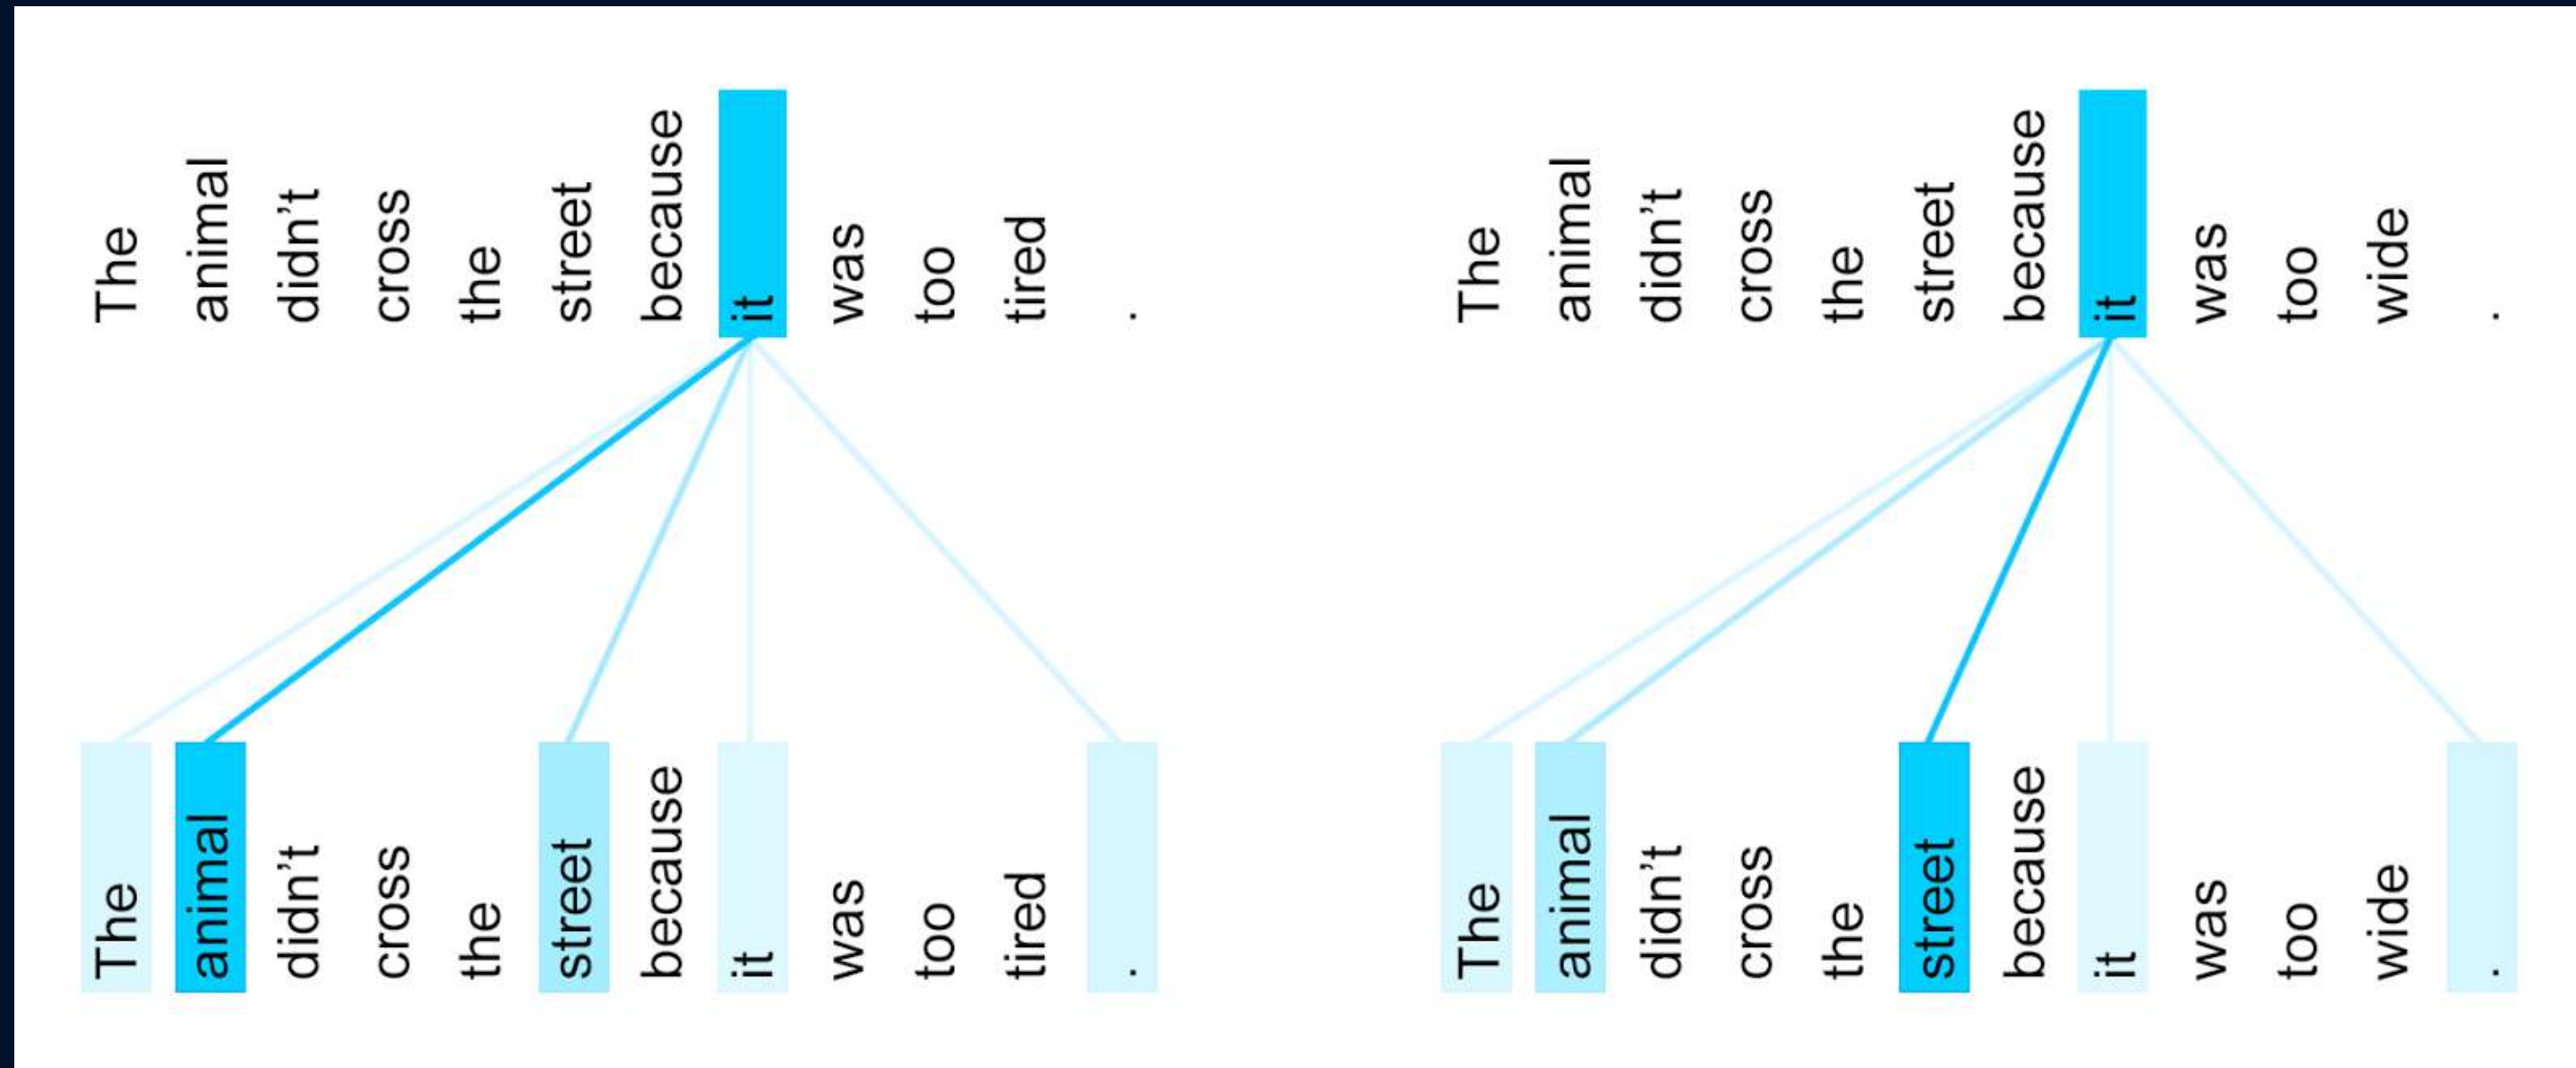 The animal didn't cross the street because it was too tired .
The animal didn't cross the street because it was too wide .
The animal didn't cross the street because it was too tired .
The animal didn't cross the street because it was too wide .